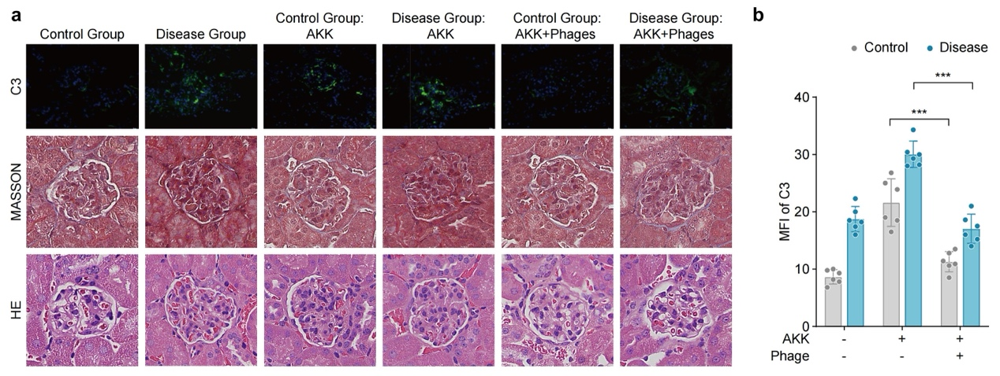 a
Control Group
Disease Group
Control Group:
AKK
Disease Group:
AKK
Control Group:
AKK+Phages
Disease Group:
AKK+Phages
C3
MASSON
HE
b
Control
Disease
***
***
MFI of C3
40
30
20
10
0
AKK - + +
Phage - - +